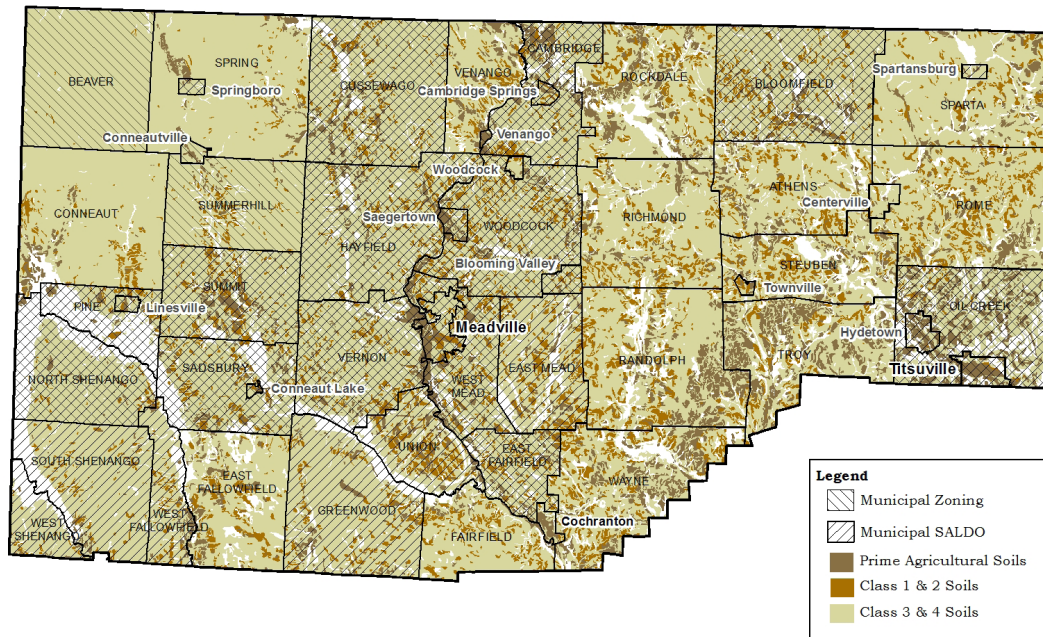 CAMBRIDGE
SPRING
VENANGO
ROCKDALE
Spartansburg
BEAVER
CUSSEWAGO
BLOOMFIELD
Springboro
Cambridge Springs
SPARTA
Conneautville
Venango
Woodcock
ATHENS
SUMMERHILL
Centerville
ROME
CONNEAUT
Saegertown
RICHMOND
WOODCOCK
HAYFIELD
Blooming Valley
STEUBEN
SUMMIT
Townville
PINE
Linesville
OIL CREEK
Meadville
Hydetown
VERNON
TROY
RANDOLPH
SADSBURY
EAST MEAD
Titsuville
NORTH SHENANGO
WEST
MEAD
Conneaut Lake
UNION
EAST
FAIRFIELD
SOUTH SHENANGO
EAST
FALLOWFIELD
WAYNE
GREENWOOD
WEST
FALLOWFIELD
WEST
SHENANGO
Cochranton
FAIRFIELD
Legend
Municipal Zoning
Municipal SALDO
Prime Agricultural Soils
Class 1 & 2 Soils
Class 3 & 4 Soils